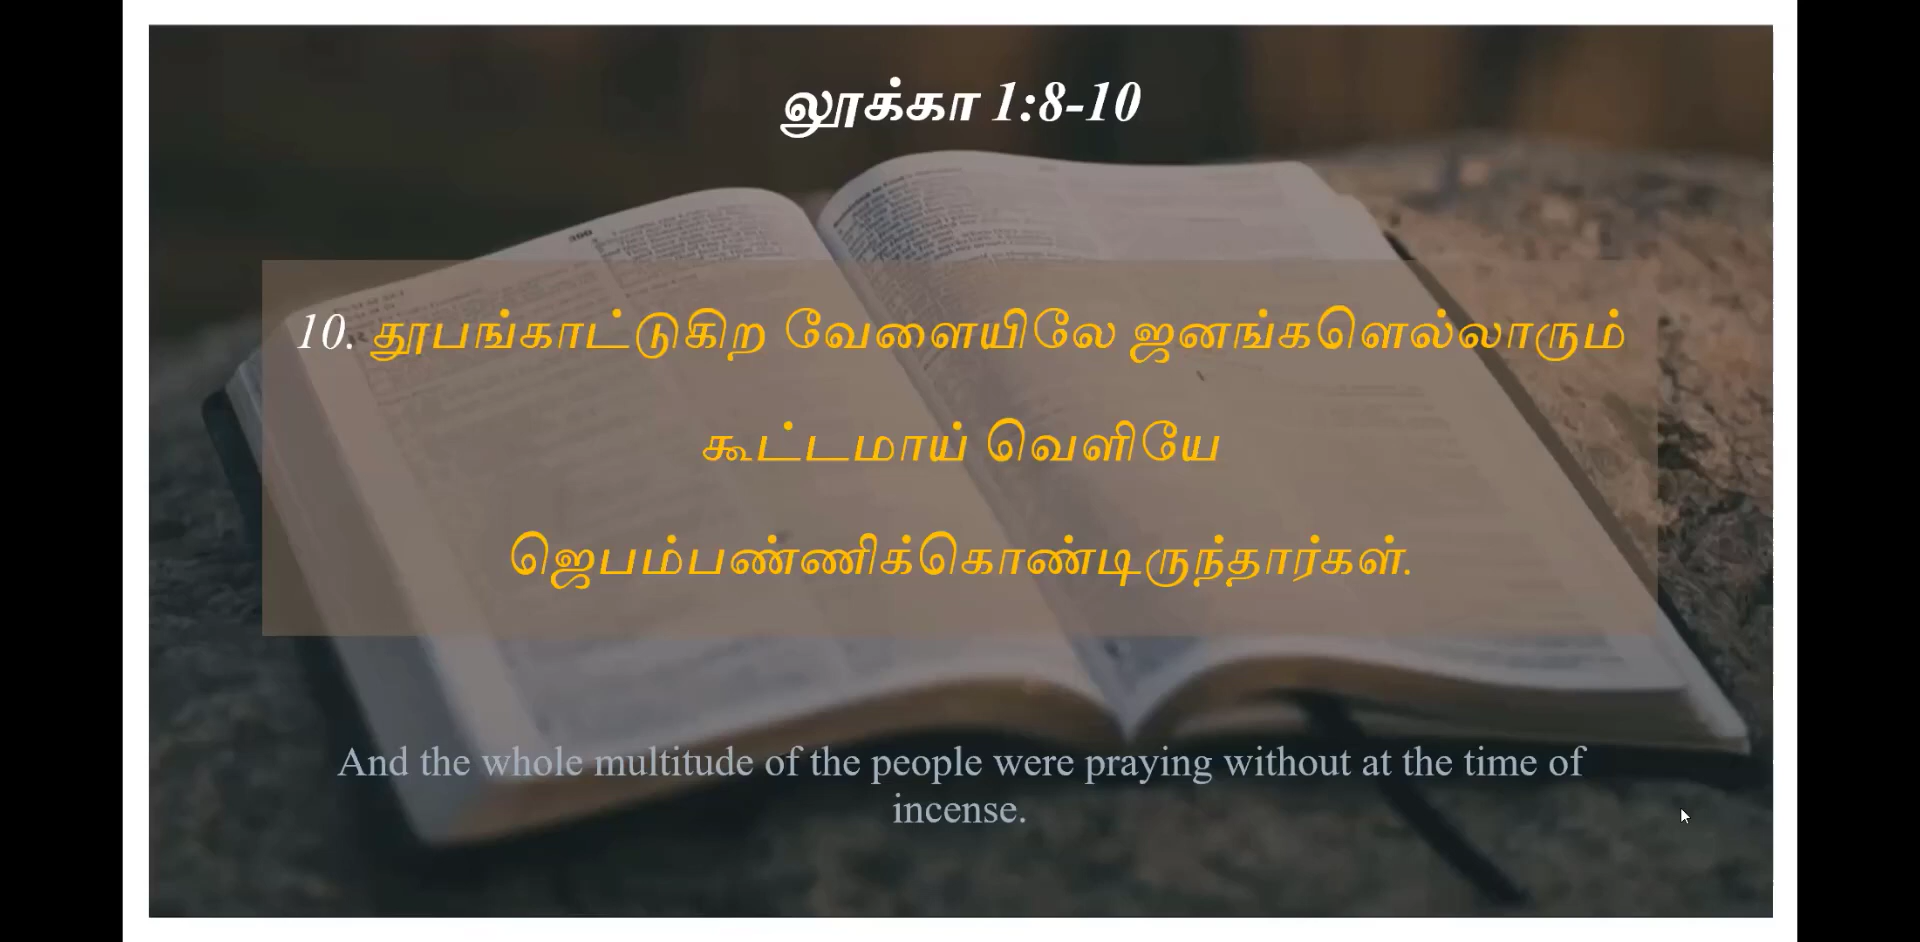 லூக்கா 1:8-10
10. தூபங்காட்டுகிற வேளையிலே ஜனங்களெல்லாரும்
கூட்டமாய் வெளியே
ஜெபம்பண்ணிக்கொண்டிருந்தார்கள்.
And the whole multitude of the people were praying without at the time of
incense.